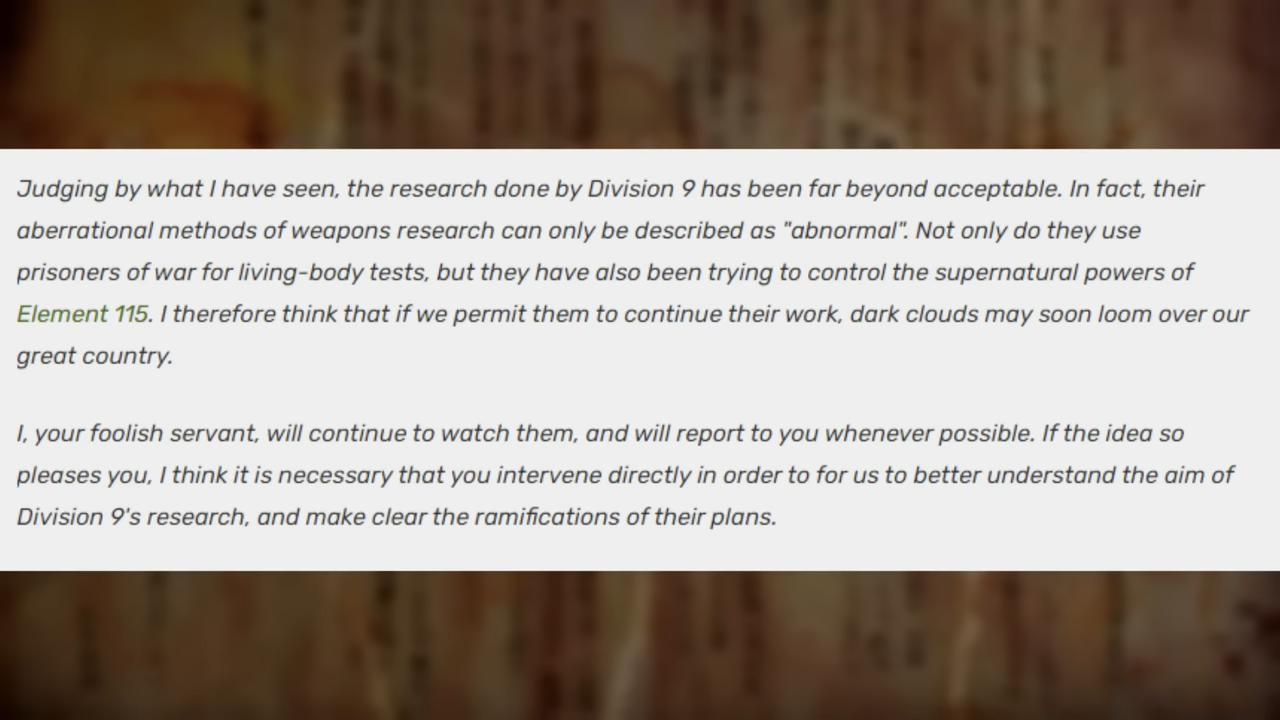 Judging by what I have seen, the research done by Division 9 has been far beyond acceptable. In fact, their
aberrational methods of weapons research can only be described as "abnormal". Not only do they use
prisoners of war for living-body tests, but they have also been trying to control the supernatural powers of
Element 115. I therefore think that if we permit them to continue their work, dark clouds may soon loom over our
great country.
I, your foolish servant, will continue to watch them, and will report to you whenever possible. If the idea so
pleases you, I think it is necessary that you intervene directly in order to for us to better understand the aim of
Division 9's research, and make clear the ramifications of their plans.